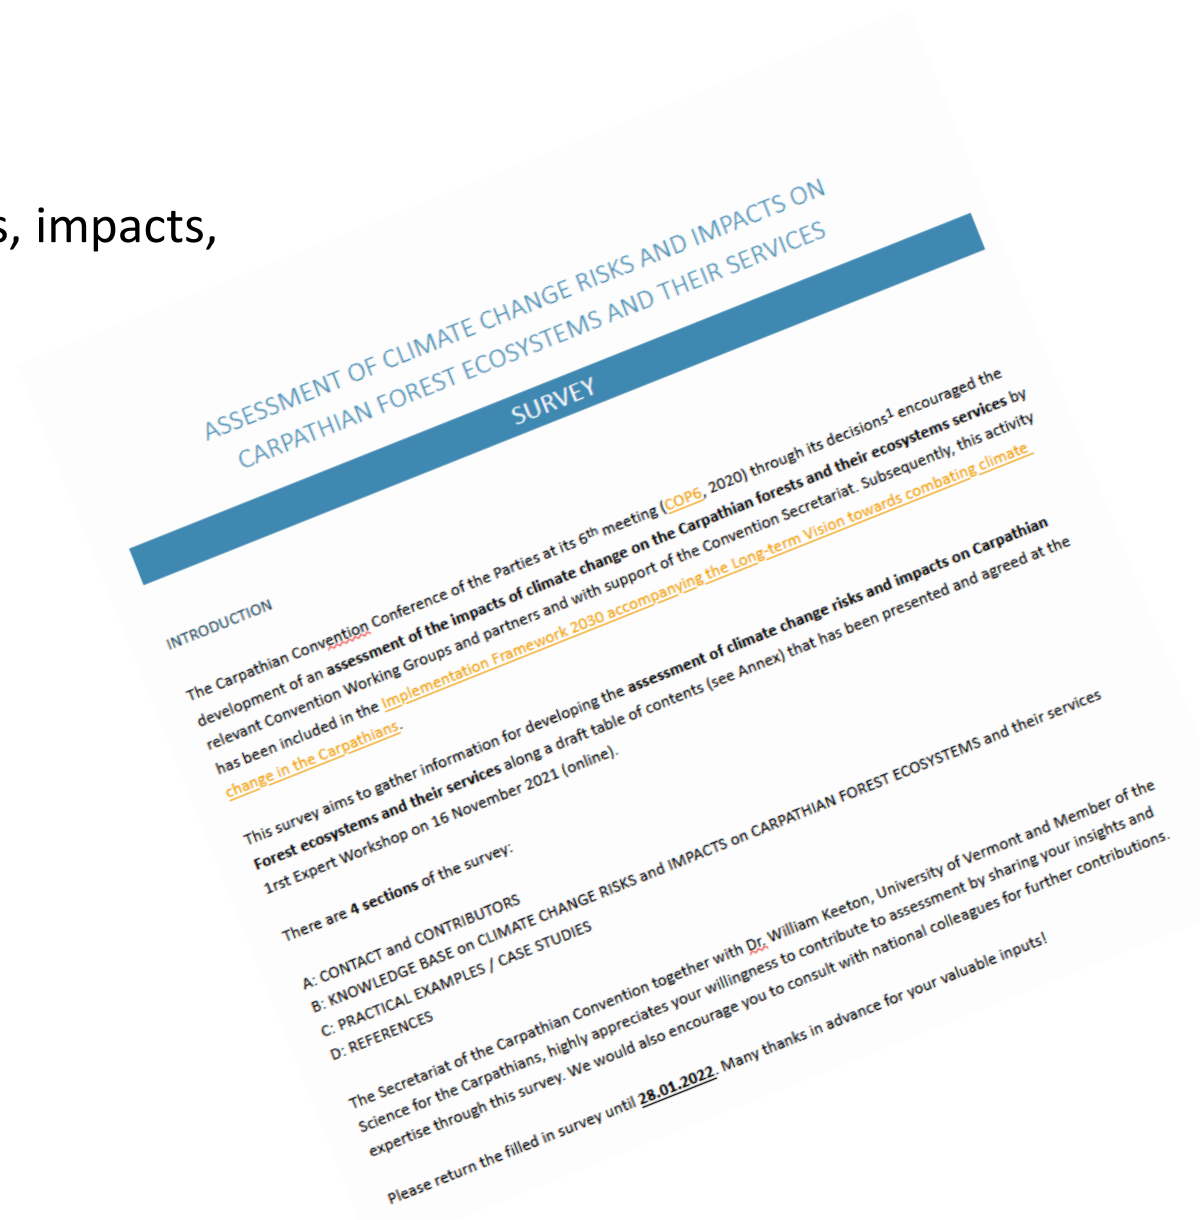 s, impacts,
ASSESSMENT OF CLIMATE CHANGE RISKS AND IMPACTS ON
CARPATHIAN FOREST ECOSYSTEMS AND THEIR SERVICES
SURVEY
INTRODUCTION
The Carpathian Convention Conference of the Parties at its 6th meeting (COP6, 2020) through its decisions1 encouraged the
development of an assessment of the impacts of climate change on the Carpathian forests and their ecosystems services by
relevant Convention Working Groups and partners and with support of the Convention Secretariat. Subsequently, this activity
has been included in the Implementation Framework 2030 accompanying the Long-term Vision towards combating climate
change in the Carpathians.
This survey aims to gather information for developing the assessment of climate change risks and impacts on Carpathian
Forest ecosystems and their services along a draft table of contents (see Annex) that has been presented and agreed at the
1rst Expert Workshop on 16 November 2021 (online).
There are 4 sections of the survey:
A: CONTACT and CONTRIBUTORS
B: KNOWLEDGE BASE on CLIMATE CHANGE RISKS and IMPACTS on CARPATHIAN FOREST ECOSYSTEMS and their services
C: PRACTICAL EXAMPLES / CASE STUDIES
D: REFERENCES
The Secretariat of the Carpathian Convention together with Dr. William Keeton, University of Vermont and Member of the
Science for the Carpathians, highly appreciates your willingness to contribute to assessment by sharing your insights and
expertise through this survey. We would also encourage you to consult with national colleagues for further contributions.
Please return the filled in survey until 28.01.2022. Many thanks in advance for your valuable inputs!